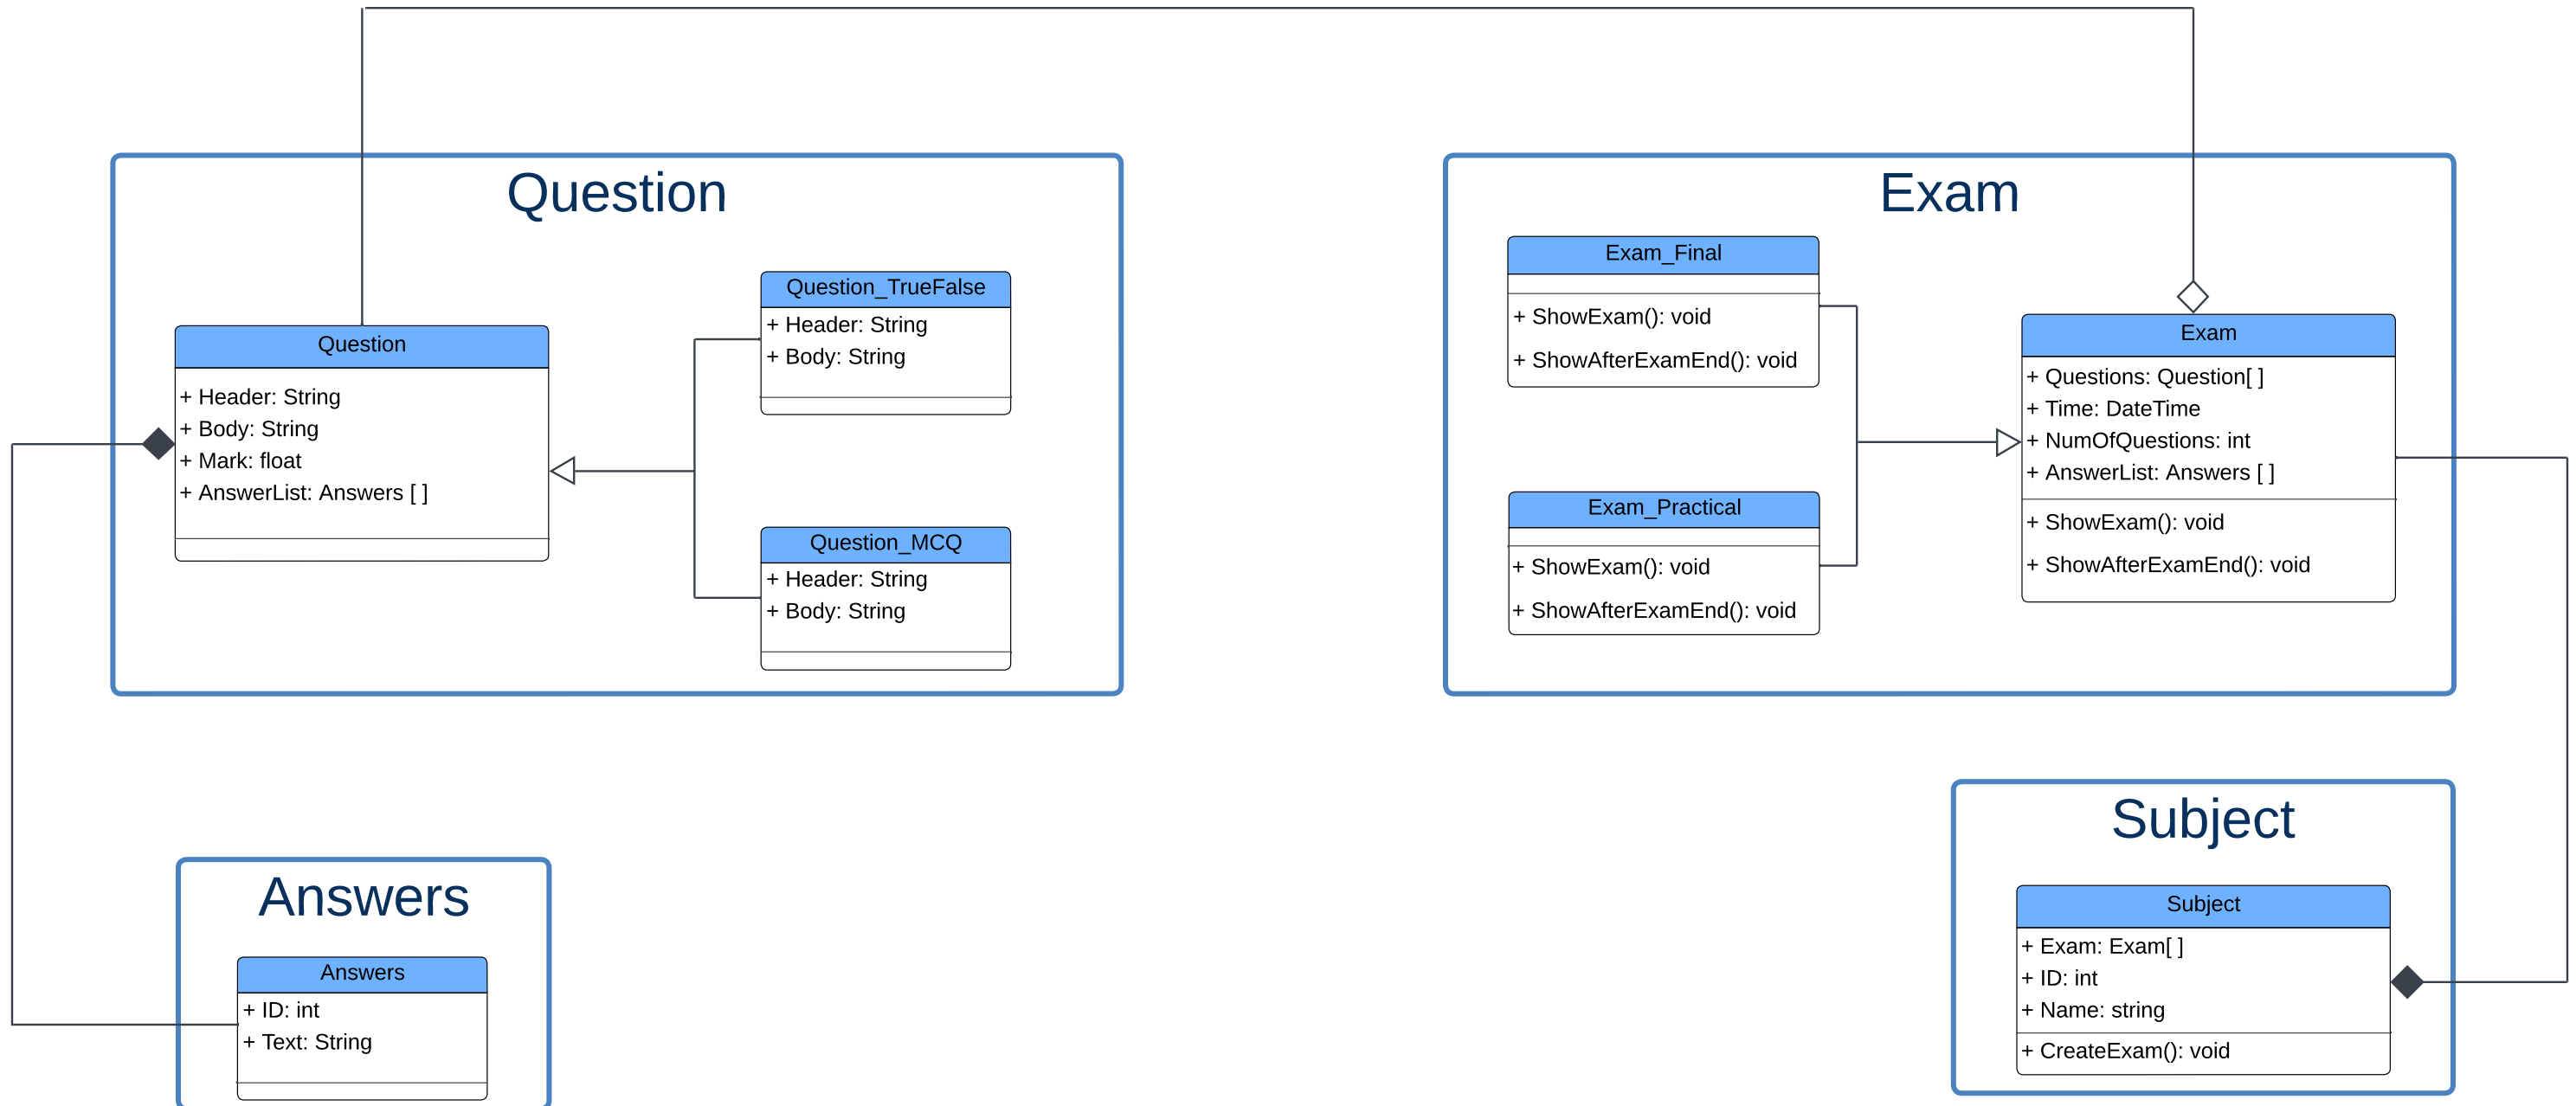 Question
Question
+ Header: String
+ Body: String
+ Mark: float
+ AnswerList: Answers [ ]
Question_TrueFalse
+ Header: String
+ Body: String
Question_MCQ
+ Header: String
+ Body: String
Exam
Exam_Final
+ ShowExam(): void
+ ShowAfterExamEnd(): void
Exam_Practical
+ ShowExam(): void
+ ShowAfterExamEnd(): void
Exam
+ Questions: Question[ ]
+ Time: DateTime
+ NumOfQuestions: int
+ AnswerList: Answers [ ]
+ ShowExam(): void
+ ShowAfterExamEnd(): void
Answers
Answers
+ ID: int
+ Text: String
Subject
Subject
+ Exam: Exam[ ]
+ ID: int
+ Name: string
+ CreateExam(): void